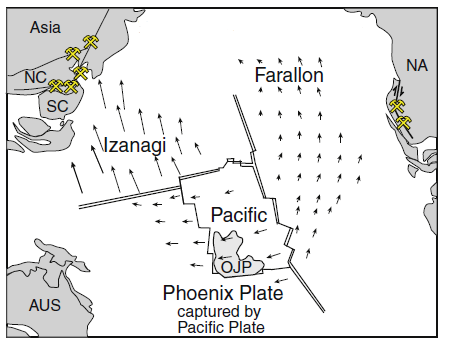 Asia
NA
Farallon
NC
SC
Izanagi
Pacific
OJP
Phoenix Plate
captured by
Pacific Plate
AUS